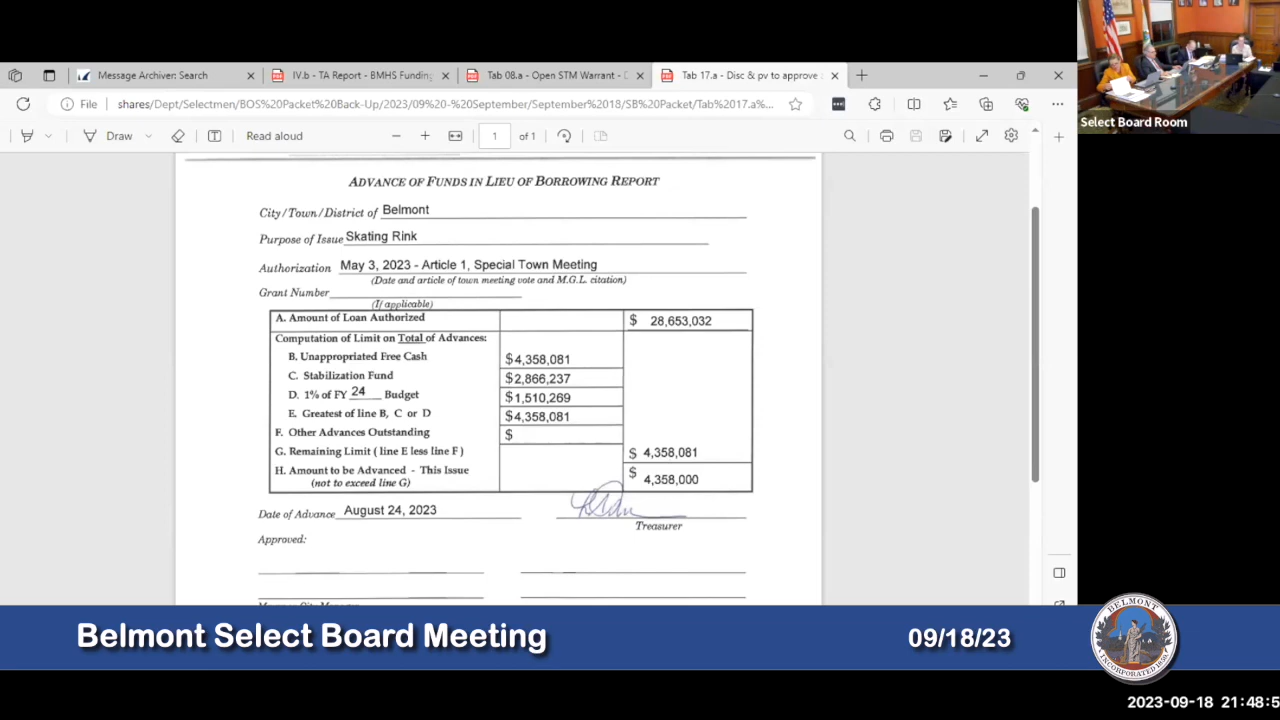 Message Archiver: Search
IV.b - TA Report - BMHS Funding
Tab 08.a - Open STM Warrant -
Tab 17.a - Disc & pv to approve
File shares/Dept/Selectmen/BOS%20Packet%20Back-Up/2023/09%20-%20September/September%2018/SB%20Packet/Tab%2017.a%...
Draw Read aloud 1 of 1
Select Board Room
ADVANCE OF FUNDS IN LIEU OF BORROWING REPORT
City/Town/District of Belmont
Purpose of Issue Skating Rink
Authorization May 3, 2023 - Article 1, Special Town Meeting
(Date and article of town meeting vote and M.G.L. citation)
Grant Number
(If applicable)
A. Amount of Loan Authorized $ 28,653,032
Computation of Limit on Total of Advances:
B. Unappropriated Free Cash $4,358,081
C. Stabilization Fund $2,866,237
D. 1% of FY 24 Budget $1,510,269
E. Greatest of line B, C or D $4,358,081
F. Other Advances Outstanding $
G. Remaining Limit ( line E less line F ) $ 4,358,081
H. Amount to be Advanced - This Issue $ 4,358,000
(not to exceed line G)
Date of Advance August 24, 2023
Treasurer
Approved:
Belmont Select Board Meeting
09/18/23
BELMONT
INCORPORATED 1859
2023-09-18 21:48:5